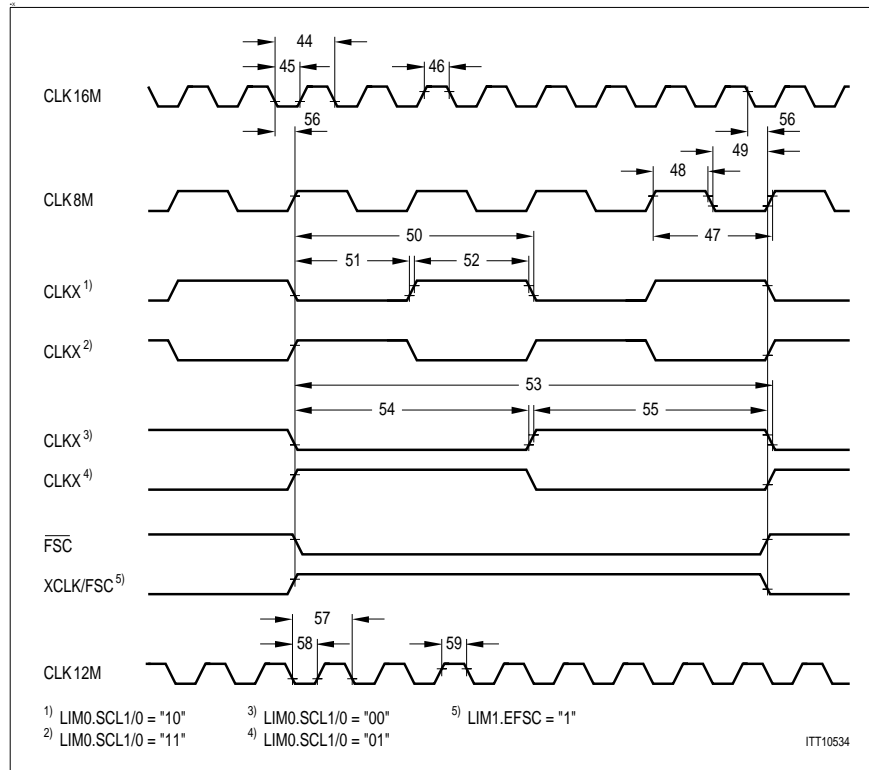 44
45
46
CLK16M
56
56
49
48
CLK8M
47
50
51
52
CLKX 1)
CLKX 2)
53
54
55
CLKX 3)
CLKX 4)
FSC
XCLK/FSC 5)
57
58
59
CLK12M
1) LIM0.SCL1/0 = "10" 3) LIM0.SCL1/0 = "00" 5) LIM1.EFSC = "1"
2) LIM0.SCL1/0 = "11" 4) LIM0.SCL1/0 = "01"
ITT10534